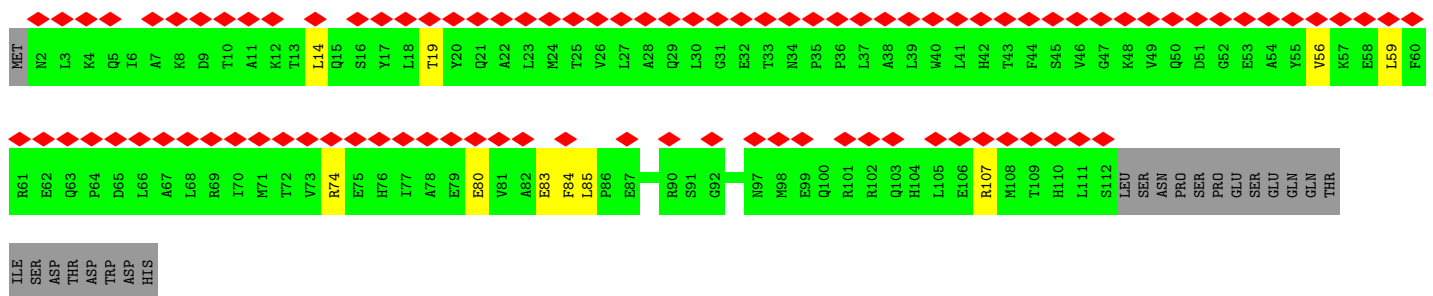 MET N2 L3 K4 Q5 I6 A7 K8 D9 T10 A11 K12 T13 L14 Q15 S16 Y17 L18 T19 Y20 Q21 A22 L23 M24 T25 V26 L27 A28 Q29 L30 G31 E32 T33 N34 P35 P36 L37 A38 L39 W40 L41 H42 T43 F44 S45 V46 G47 K48 V49 Q50 D51 G52 E53 A54 Y55 V56 K57 E58 L59 F60
R61 E62 Q63 P64 D65 L66 A67 L68 R69 I70 M71 T72 V73 R74 E75 H76 I77 A78 E79 E80 V81 A82 E83 F84 L85 P86 E87 R90 S91 G92 N97 M98 E99 Q100 R101 R102 Q103 H104 L105 E106 R107 M108 T109 H110 L111 S112 LEU SER ASN PRO SER PRO GLU SER GLU GLN GLN THR
ILE SER ASP THR ASP TRP ASP HIS